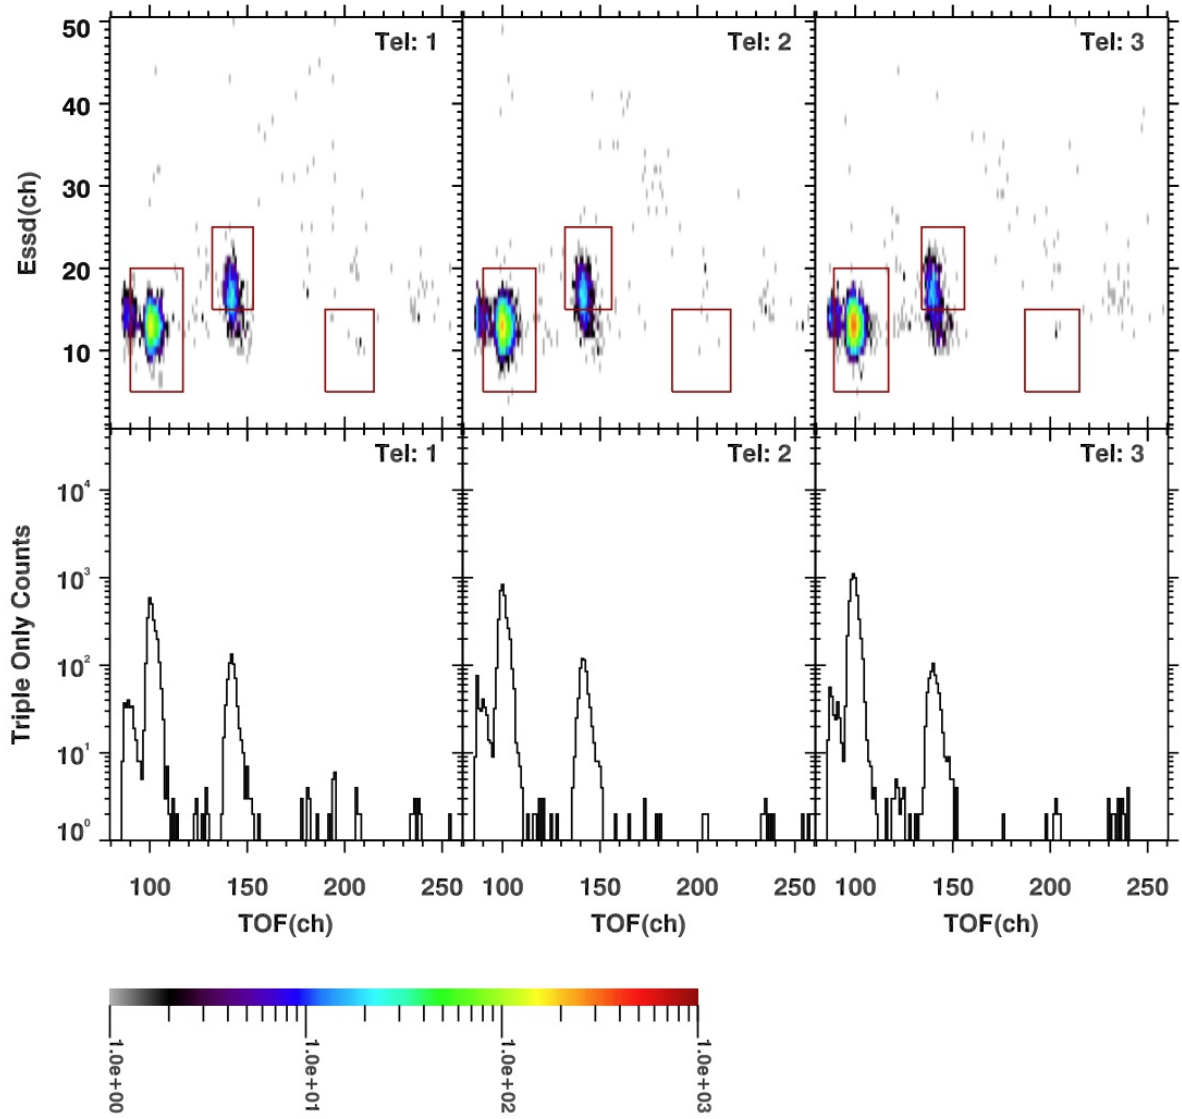 Tel: 1 Tel: 2 Tel: 3
50
40
30
20
10
Essd(ch)
Tel: 1 Tel: 2 Tel: 3
10⁴
10³
10²
10¹
10⁰
Triple Only Counts
100 150 200 250 100 150 200 250 100 150 200 250
TOF(ch) TOF(ch) TOF(ch)
1.0e+00 1.0e+01 1.0e+02 1.0e+03